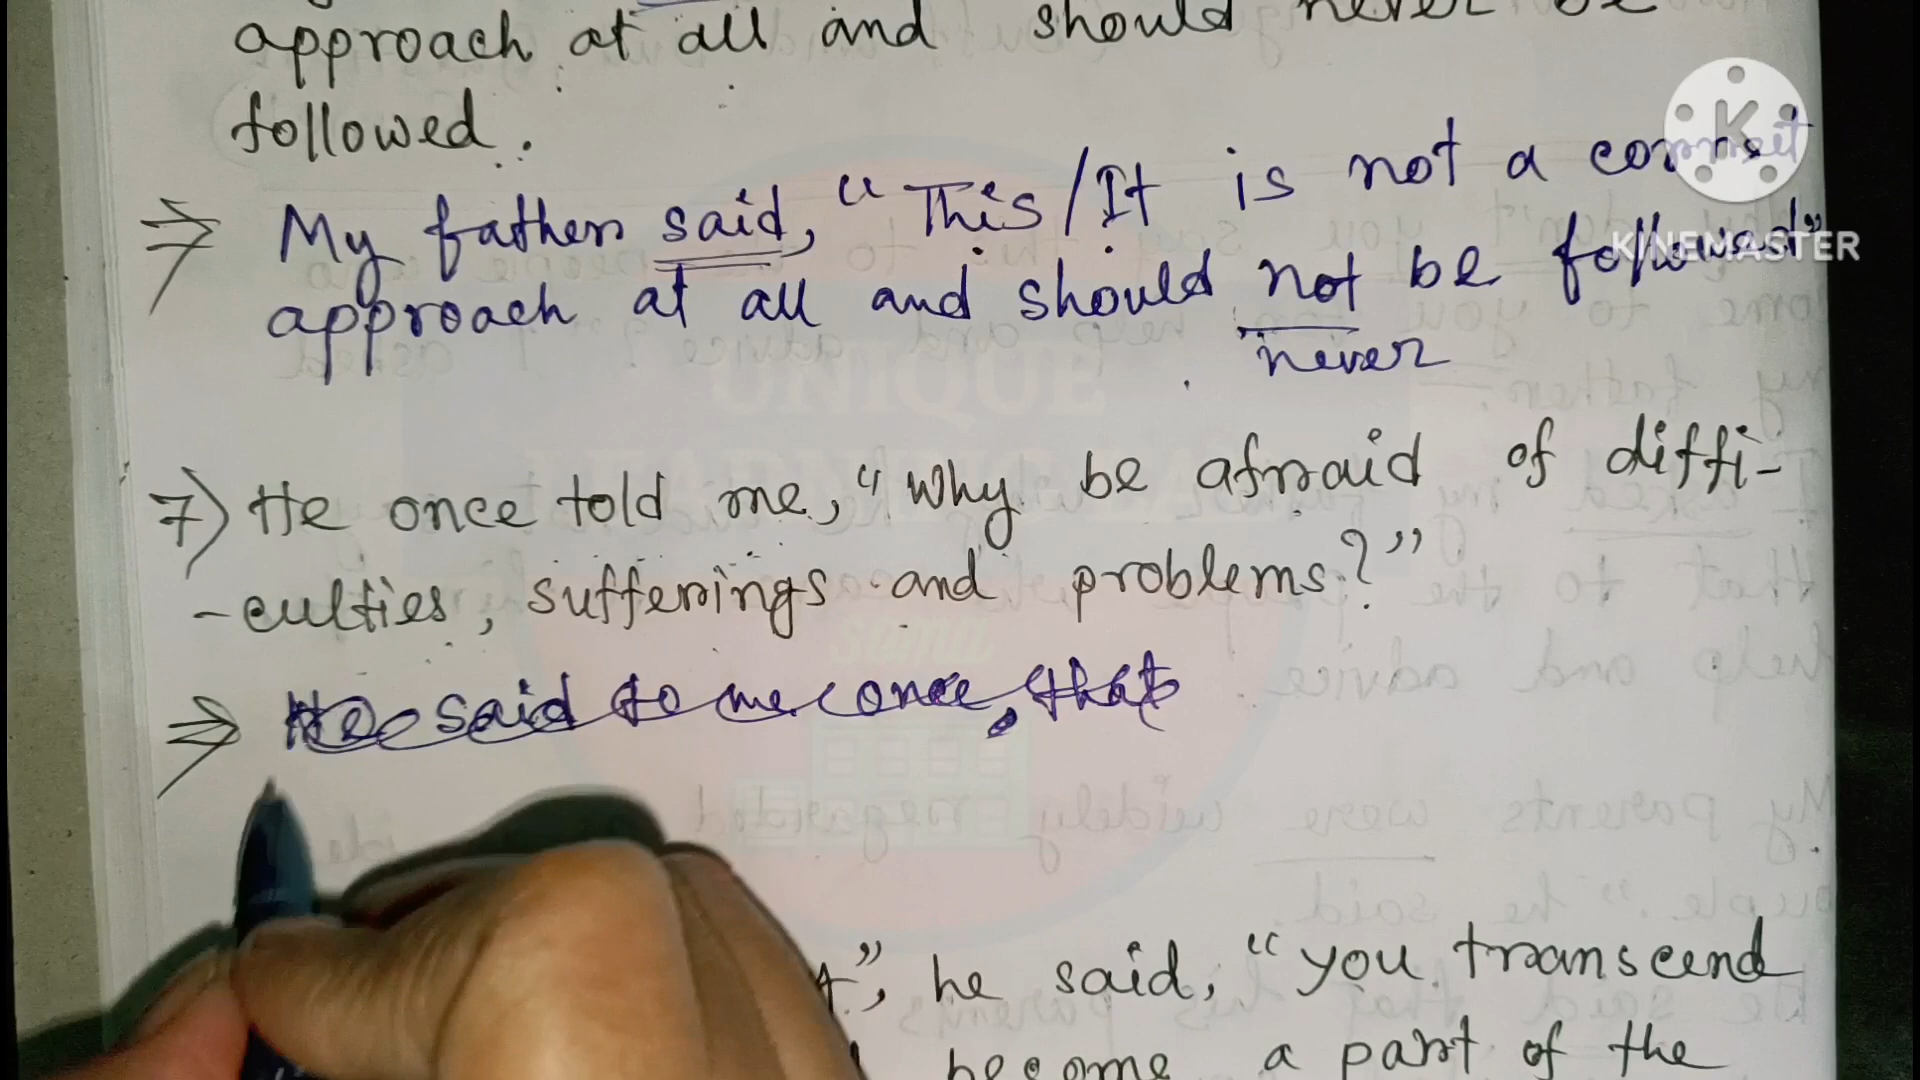 approach at all and should never be
followed.
⇒ My father said, "This/It is not a correct
approach at all and should not be followed"
never
7) He once told me, "Why be afraid of diffi-
-culties, sufferings and problems?"
⇒ He said to me once, that
", he said, "you transcend
become a part of the
KINEMASTER
UNIQUE